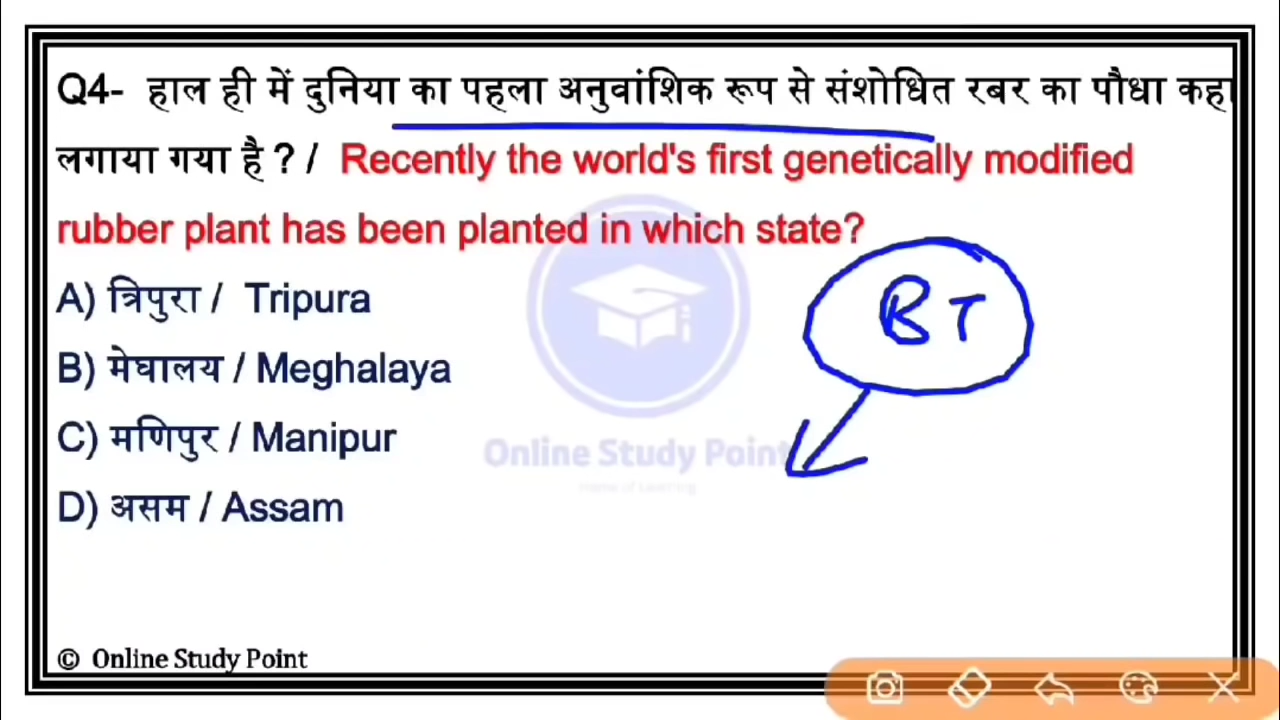 Q4- हाल ही में दुनिया का पहला अनुवांशिक रूप से संशोधित रबर का पौधा कहा
लगाया गया है ? / Recently the world's first genetically modified
rubber plant has been planted in which state?
BT
A) त्रिपुरा / Tripura
B) मेघालय / Meghalaya
C) मणिपुर / Manipur
D) असम / Assam
Online Study Point
© Online Study Point